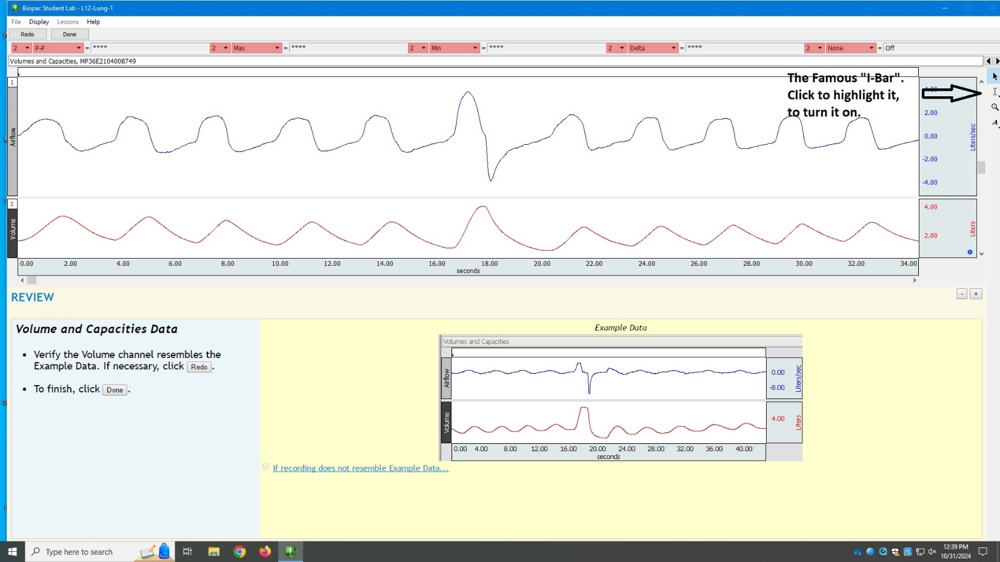 Biopac Student Lab - L12-Lung-1
File Display Lessons Help
Redo Done
2 P-P = **** 2 Max = **** 2 Min = **** 2 Delta = **** 2 None = Off
Volumes and Capacities, MP36E2104008749
The Famous "I-Bar".
Click to highlight it,
to turn it on.
1
Airflow
2.00
0.00
-2.00
-4.00
Liters/sec
2
Volume
4.00
2.00
Liters
0.00 2.00 4.00 6.00 8.00 10.00 12.00 14.00 16.00 18.00 20.00 22.00 24.00 26.00 28.00 30.00 32.00 34.00
seconds
REVIEW
- +
Volume and Capacities Data
• Verify the Volume channel resembles the
Example Data. If necessary, click Redo .
• To finish, click Done .
Example Data
Volumes and Capacities
Airflow
0.00
-8.00
Liters/sec
Volume
4.00
Liters
0.00 4.00 8.00 12.00 16.00 20.00 24.00 28.00 32.00 36.00 40.00
seconds
If recording does not resemble Example Data...
Type here to search
12:39 PM
10/31/2024